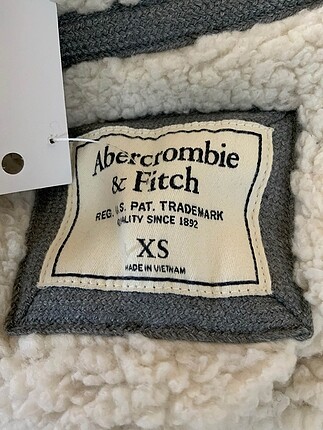 Abercrombie
& Fitch
REG. U.S. PAT. TRADEMARK
QUALITY SINCE 1892
XS
MADE IN VIETNAM